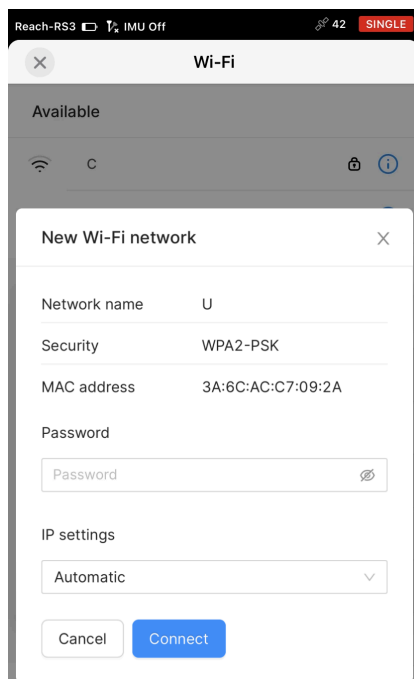 Reach-RS3 IMU Off 42 SINGLE
Wi-Fi
Available
C
New Wi-Fi network
Network name U
Security WPA2-PSK
MAC address 3A:6C:AC:C7:09:2A
Password
Password
IP settings
Automatic
Cancel Connect